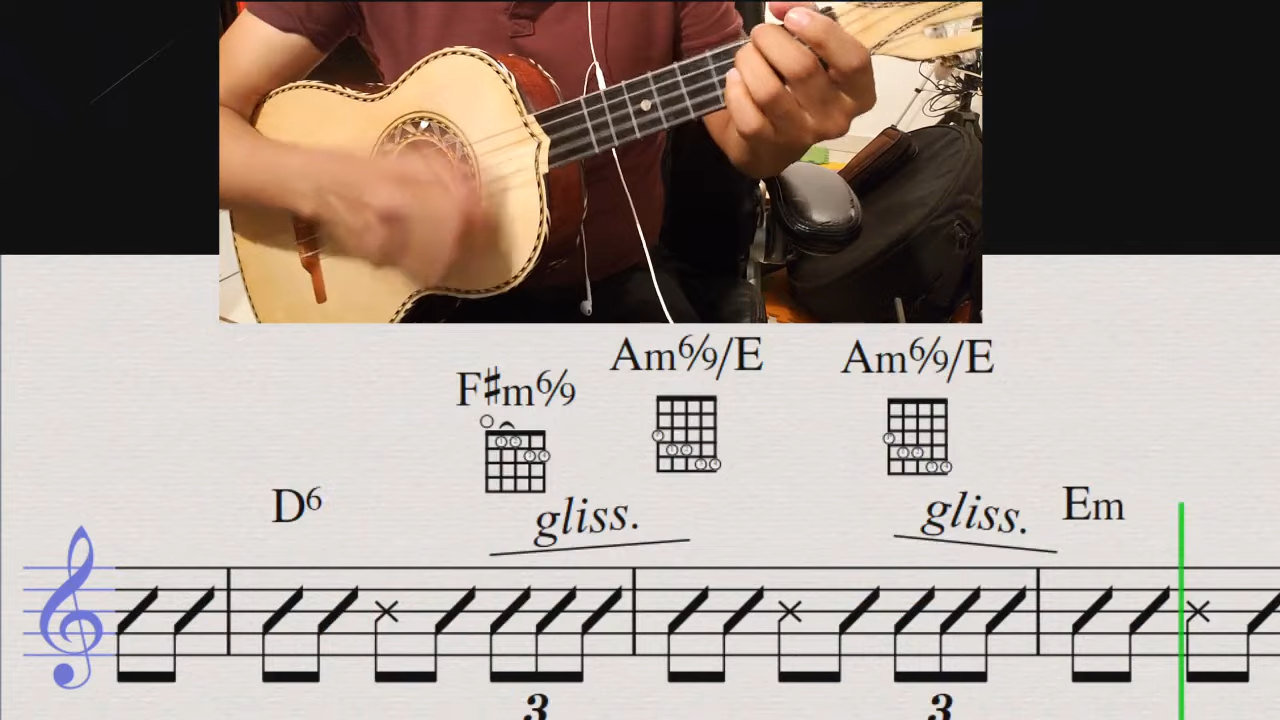 Am6/9/E Am6/9/E
F♯m6/9
D6 gliss. gliss. Em
3 3